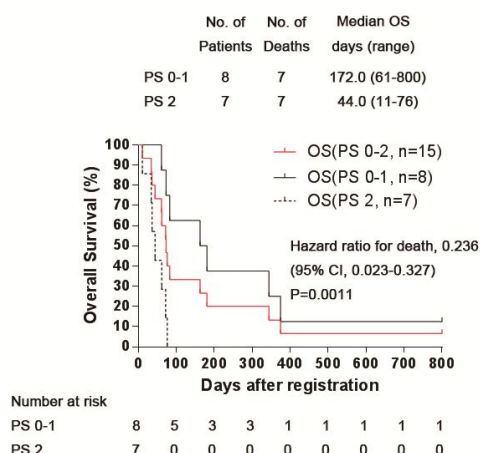 No. of No. of Median OS
Patients Deaths days (range)
PS 0-1 8 7 172.0 (61-800)
PS 2 7 7 44.0 (11-76)
Overall Survival (%)
100
90
80
70
60
50
40
30
20
10
0
OS(PS 0-2, n=15)
OS(PS 0-1, n=8)
OS(PS 2, n=7)
Hazard ratio for death, 0.236
(95% CI, 0.023-0.327)
P=0.0011
0 100 200 300 400 500 600 700 800
Days after registration
Number at risk
PS 0-1 8 5 3 3 1 1 1 1 1
PS 2 7 0 0 0 0 0 0 0 0